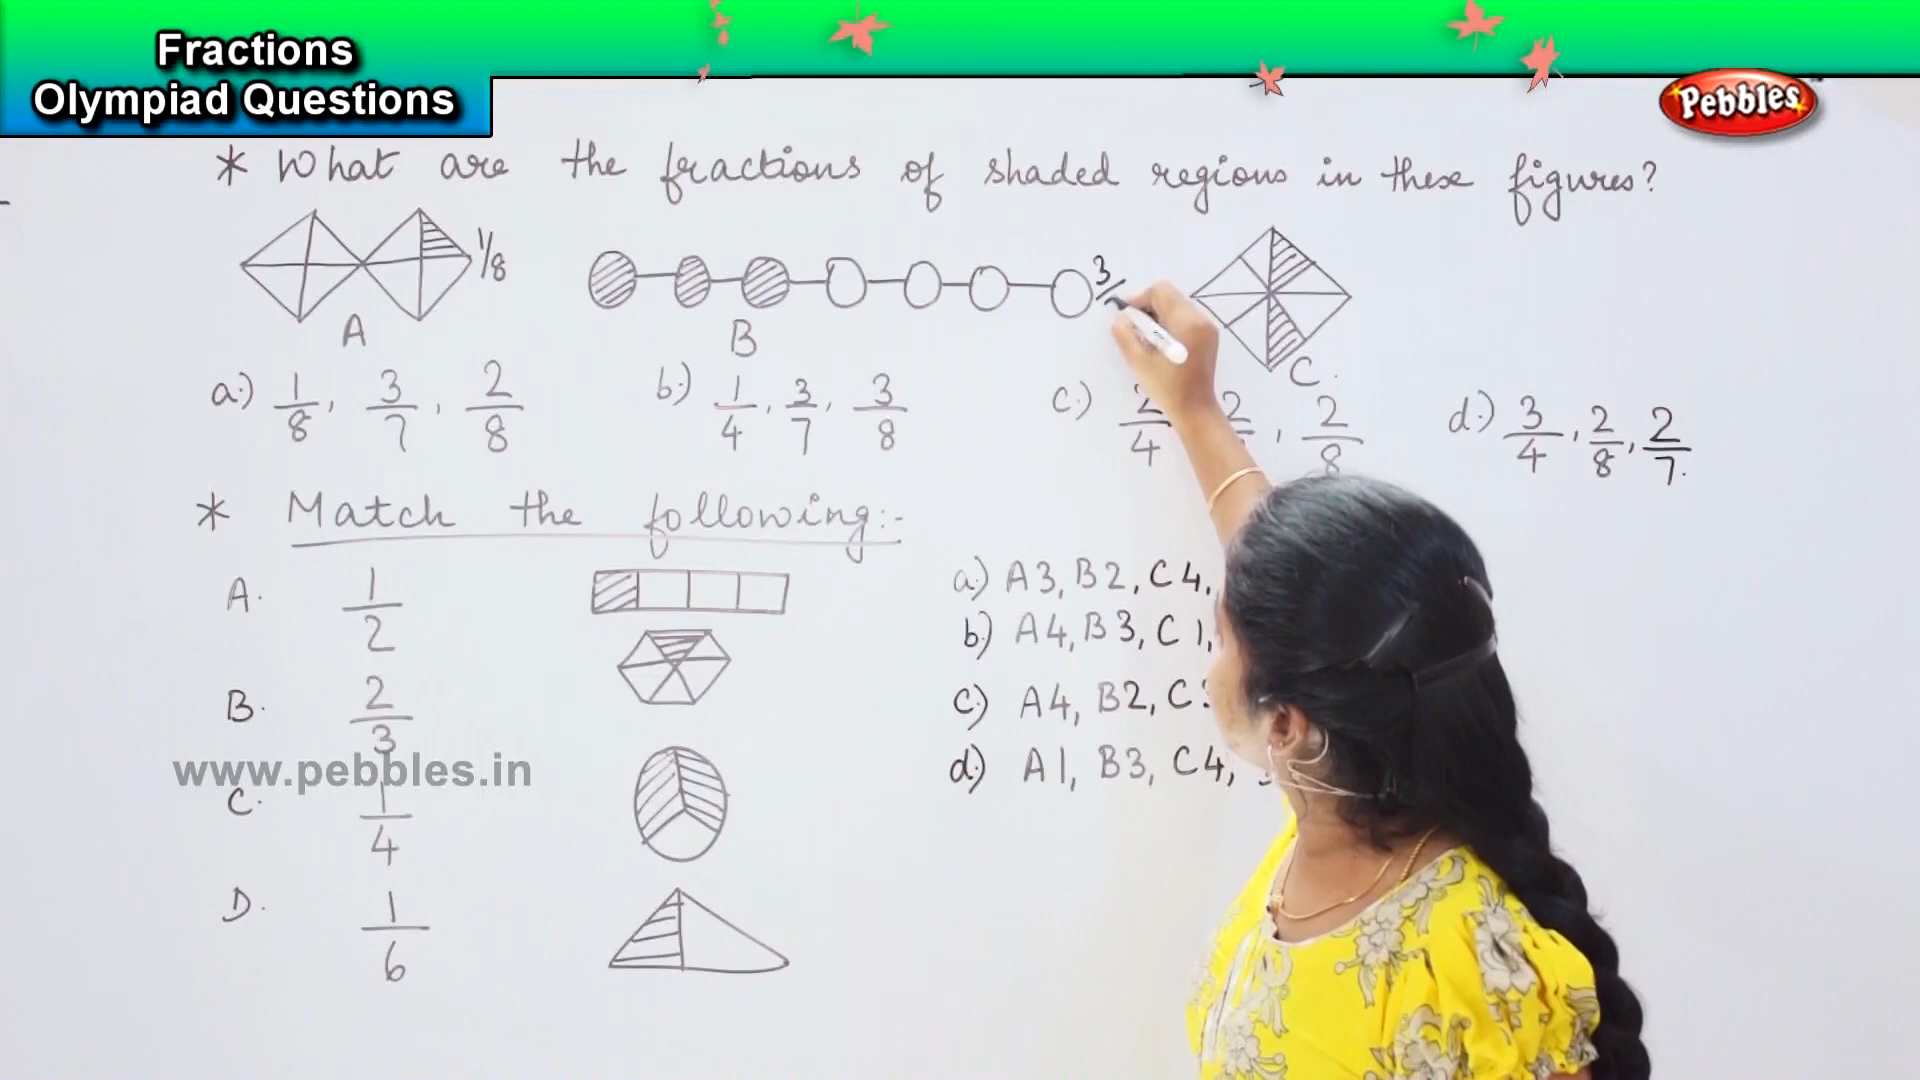 Fractions
Olympiad Questions
Pebbles
* What are the fractions of shaded regions in these figures?
1/8
3/
A
B
C.
a.) 1/8, 3/7, 2/8
b.) 1/4, 3/7, 3/8
c.) 2/4 2 , 2/8
d.) 3/4, 2/8, 2/7.
* Match the following:-
A. 1/2
B. 2/3
C. 1/4
D. 1/6
a.) A3, B2, C4,
b.) A4, B3, C1,
c.) A4, B2, C
d.) A1, B3, C4,
www.pebbles.in